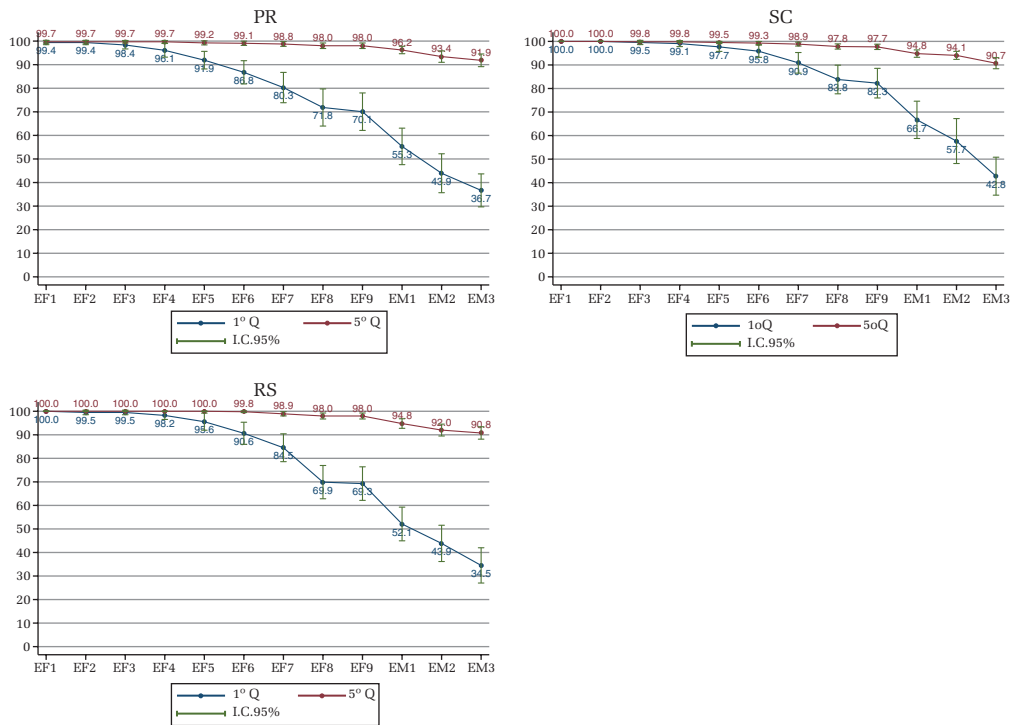 PR
99.7 99.7 99.7 99.7 99.2 99.1 98.8 98.0 98.0 96.2 93.4 91.9
99.4 99.4 98.4 96.1 91.9 86.8 80.3 71.8 70.1 55.3 43.9 36.7
100
90
80
70
60
50
40
30
20
10
0
EF1 EF2 EF3 EF4 EF5 EF6 EF7 EF8 EF9 EM1 EM2 EM3
1º Q 5º Q
I.C.95%
SC
100.0 100.0 99.8 99.8 99.5 99.3 98.9 97.8 97.7 94.8 94.1 90.7
100.0 100.0 99.5 99.1 97.7 95.8 90.9 83.8 82.3 66.7 57.7 42.8
100
90
80
70
60
50
40
30
20
10
0
EF1 EF2 EF3 EF4 EF5 EF6 EF7 EF8 EF9 EM1 EM2 EM3
1oQ 5oQ
I.C.95%
RS
100.0 100.0 100.0 100.0 100.0 99.8 98.9 98.0 98.0 94.8 92.0 90.8
100.0 99.5 99.5 98.2 95.6 90.6 84.5 69.9 69.3 52.1 43.9 34.5
100
90
80
70
60
50
40
30
20
10
0
EF1 EF2 EF3 EF4 EF5 EF6 EF7 EF8 EF9 EM1 EM2 EM3
1º Q 5º Q
I.C.95%